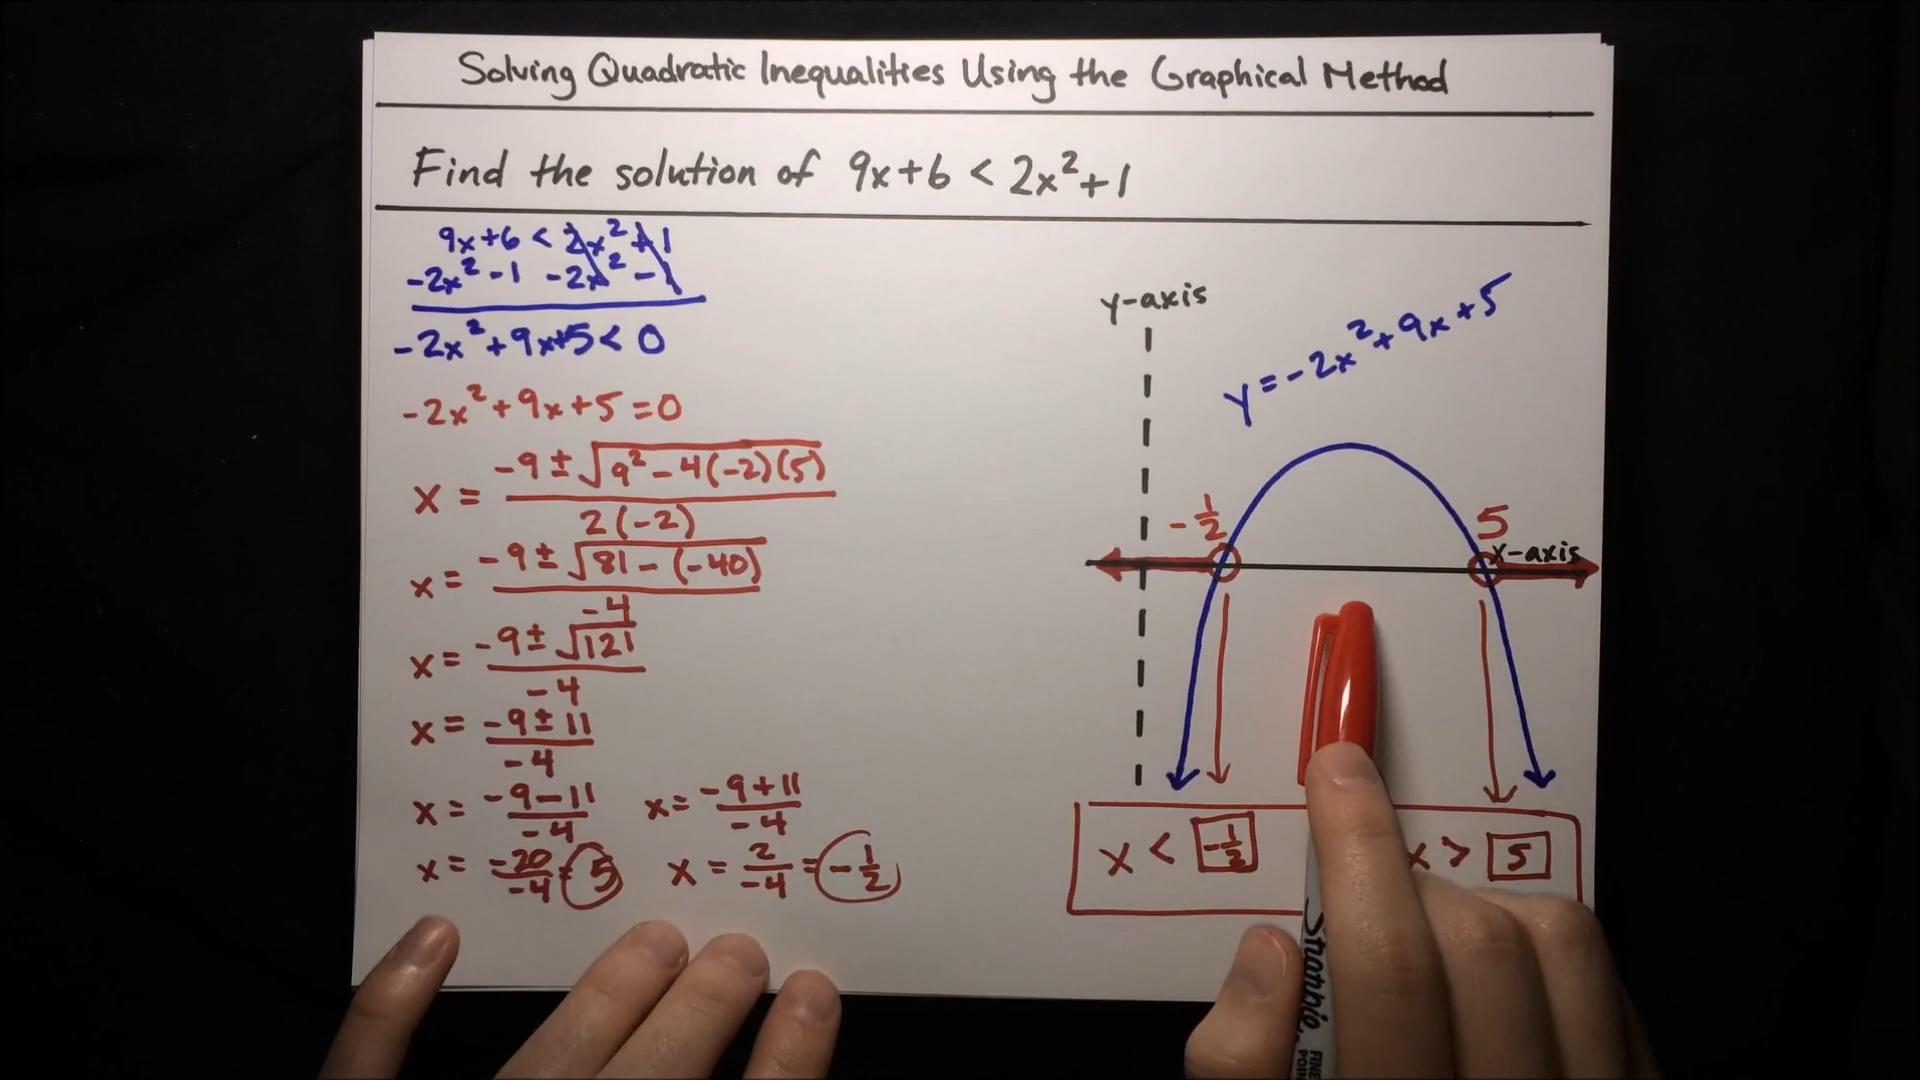 Solving Quadratic Inequalities Using the Graphical Method
Find the solution of 9x+6 < 2x²+1
9x+6 < 2x²+1
-2x²-1 -2x²-1
-2x²+9x+5 < 0
-2x²+9x+5=0
x = (-9±√(9²-4(-2)(5)))/(2(-2))
x = (-9±√(81-(-40)))/(-4)
x = (-9±√121)/(-4)
x = (-9±11)/(-4)
x = (-9-11)/(-4) x = (-9+11)/(-4)
x = -20/-4 = 5 x = 2/-4 = -1/2
y-axis
y=-2x²+9x+5
-1/2
5
x-axis
x < -1/2
x > 5
Sharpie
FINE